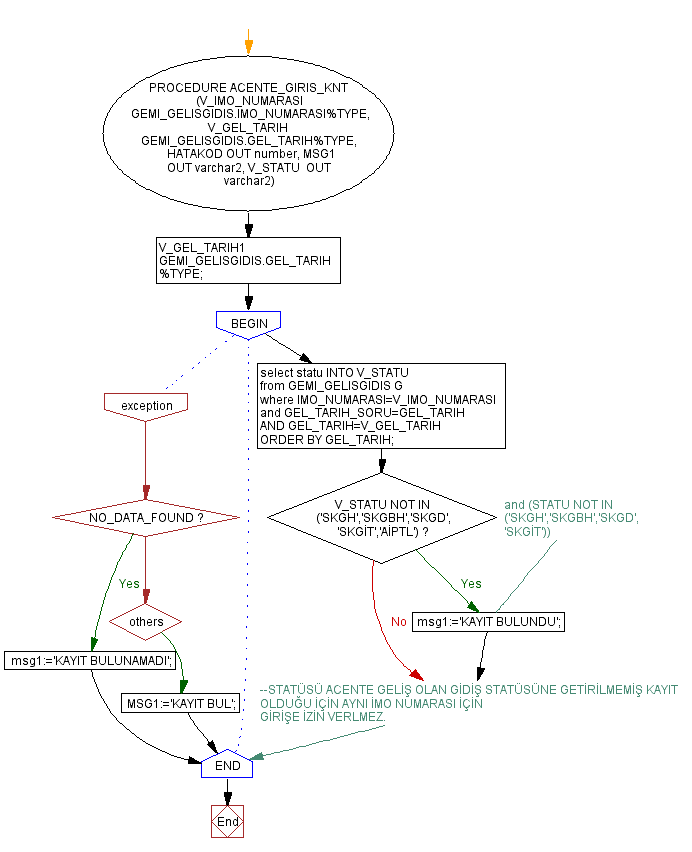 PROCEDURE ACENTE_GIRIS_KNT
(V_IMO_NUMARASI
GEMI_GELISGIDIS.IMO_NUMARASI%TYPE,
V_GEL_TARIH
GEMI_GELISGIDIS.GEL_TARIH%TYPE,
HATAKOD OUT number, MSG1
OUT varchar2, V_STATU  OUT
varchar2)
V_GEL_TARIH1
GEMI_GELISGIDIS.GEL_TARIH
%TYPE;
BEGIN
select statu INTO V_STATU
from GEMI_GELISGIDIS G
where IMO_NUMARASI=V_IMO_NUMARASI
and GEL_TARIH_SORU=GEL_TARIH
AND GEL_TARIH=V_GEL_TARIH
ORDER BY GEL_TARIH;
exception
NO_DATA_FOUND ?
V_STATU NOT IN
('SKGH','SKGBH','SKGD',
'SKGİT','AİPTL') ?
and (STATU NOT IN
('SKGH','SKGBH','SKGD',
'SKGİT'))
Yes
Yes
others
No
msg1:='KAYIT BULUNDU';
msg1:='KAYIT BULUNAMADI';
MSG1:='KAYIT BUL';
--STATÜSÜ ACENTE GELİŞ OLAN GİDİŞ STATÜSÜNE GETİRİLMEMİŞ KAYIT
OLDUĞU İÇİN AYNI İMO NUMARASI İÇİN
GİRİŞE İZİN VERLMEZ.
END
End